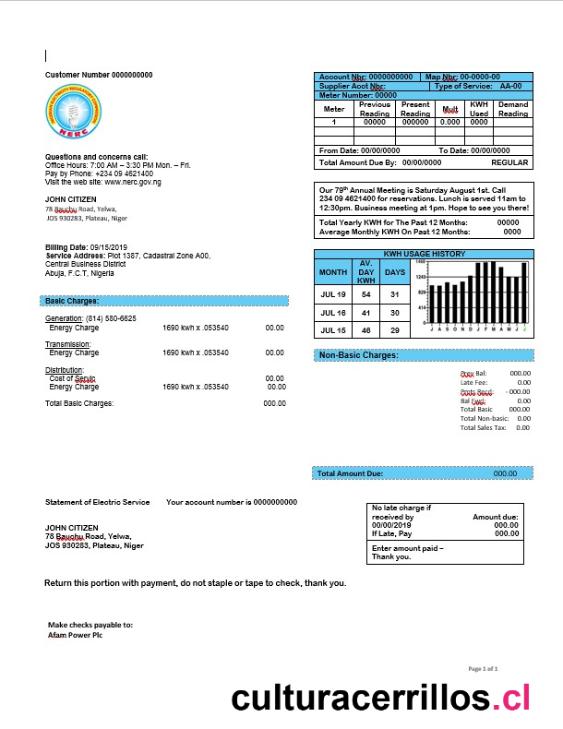 Customer Number 0000000000
NERC
Questions and concerns call:
Office Hours: 7:00 AM – 3:30 PM Mon. – Fri.
Pay by Phone: +234 09 4621400
Visit the web site: www.nerc.gov.ng
JOHN CITIZEN
78 Bauchu Road, Yelwa,
JOS 930283, Plateau, Niger
Billing Date: 09/15/2019
Service Address: Plot 1387, Cadastral Zone A00,
Central Business District
Abuja, F.C.T, Nigeria
Basic Charges:
Generation: (814) 580-6625
Energy Charge 1690 kwh x .053540 00.00
Transmission:
Energy Charge 1690 kwh x .053540 00.00
Distribution:
Cost of Servic 00.00
Energy Charge 1690 kwh x .053540 00.00
Total Basic Charges: 000.00
Account Nbr: 0000000000 Map Nbr: 00-0000-00
Supplier Acct Nbr: Type of Service: AA-00
Meter Number: 00000
Meter Previous Reading Present Reading Mult KWH Used Demand Reading
1 00000 000000 0.000 0000
From Date: 00/00/0000 To Date: 00/00/0000
Total Amount Due By: 00/00/0000 REGULAR
Our 79th Annual Meeting is Saturday August 1st. Call
234 09 4621400 for reservations. Lunch is served 11am to
12:30pm. Business meeting at 1pm. Hope to see you there!
Total Yearly KWH for The Past 12 Months: 00000
Average Monthly KWH On Past 12 Months: 0000
KWH USAGE HISTORY
MONTH AV. DAY KWH DAYS
JUL 19 54 31
JUL 16 41 30
JUL 15 46 29
J A S O N D J F M A M J J
Non-Basic Charges:
Prev Bal: 000.00
Late Fee: 0.00
Pmts Recd: -000.00
Bal Fwd: 0.00
Total Basic 000.00
Total Non-basic: 0.00
Total Sales Tax: 0.00
Total Amount Due: 000.00
Statement of Electric Service Your account number is 0000000000
JOHN CITIZEN
78 Bauchu Road, Yelwa,
JOS 930283, Plateau, Niger
No late charge if
received by Amount due:
00/00/2019 000.00
If Late, Pay 000.00
Enter amount paid –
Thank you.
Return this portion with payment, do not staple or tape to check, thank you.
Make checks payable to:
Afam Power Plc
Page 1 of 1
culturacerrillos.cl